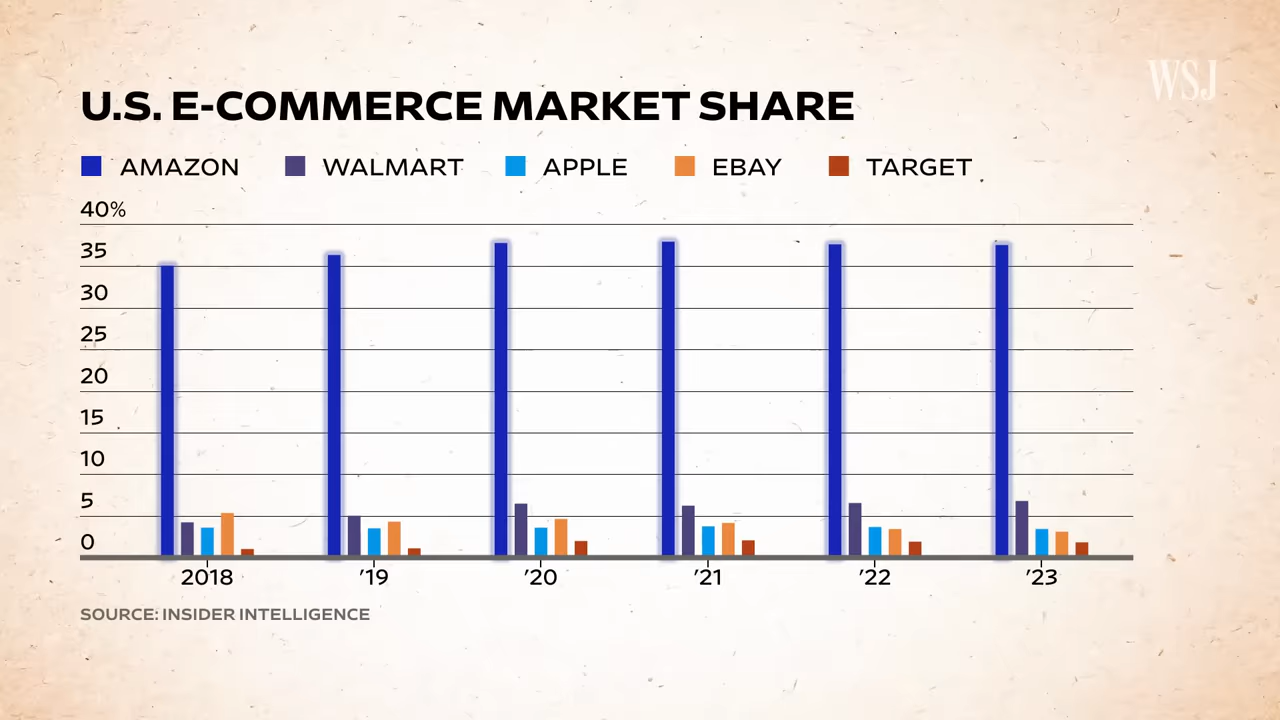 WSJ
U.S. E-COMMERCE MARKET SHARE
AMAZON WALMART APPLE EBAY TARGET
40%
35
30
25
20
15
10
5
0
2018 '19 '20 '21 '22 '23
SOURCE: INSIDER INTELLIGENCE